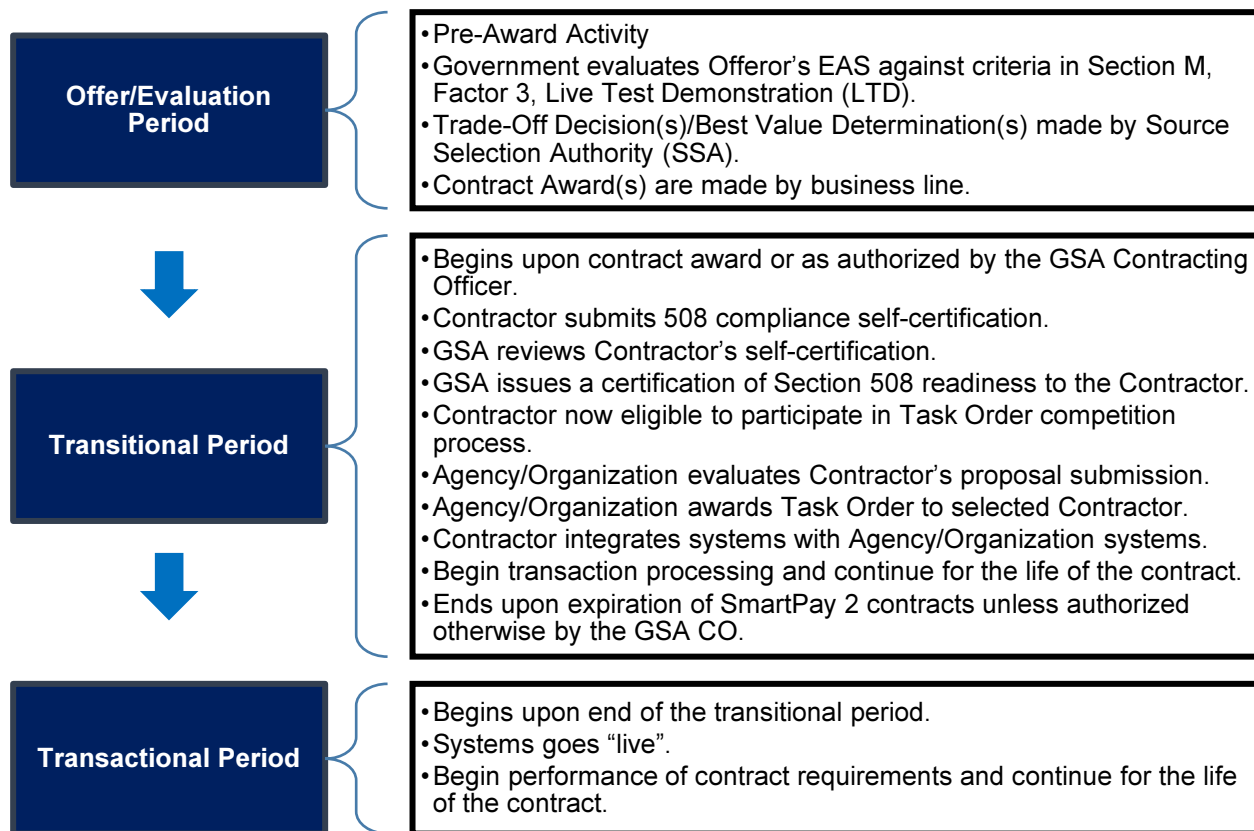 Offer/Evaluation
Period
•Pre-Award Activity
•Government evaluates Offeror’s EAS against criteria in Section M,
Factor 3, Live Test Demonstration (LTD).
•Trade-Off Decision(s)/Best Value Determination(s) made by Source
Selection Authority (SSA).
•Contract Award(s) are made by business line.
Transitional Period
•Begins upon contract award or as authorized by the GSA Contracting
Officer.
•Contractor submits 508 compliance self-certification.
•GSA reviews Contractor’s self-certification.
•GSA issues a certification of Section 508 readiness to the Contractor.
•Contractor now eligible to participate in Task Order competition
process.
•Agency/Organization evaluates Contractor’s proposal submission.
•Agency/Organization awards Task Order to selected Contractor.
•Contractor integrates systems with Agency/Organization systems.
•Begin transaction processing and continue for the life of the contract.
•Ends upon expiration of SmartPay 2 contracts unless authorized
otherwise by the GSA CO.
Transactional Period
•Begins upon end of the transitional period.
•Systems goes “live”.
•Begin performance of contract requirements and continue for the life
of the contract.